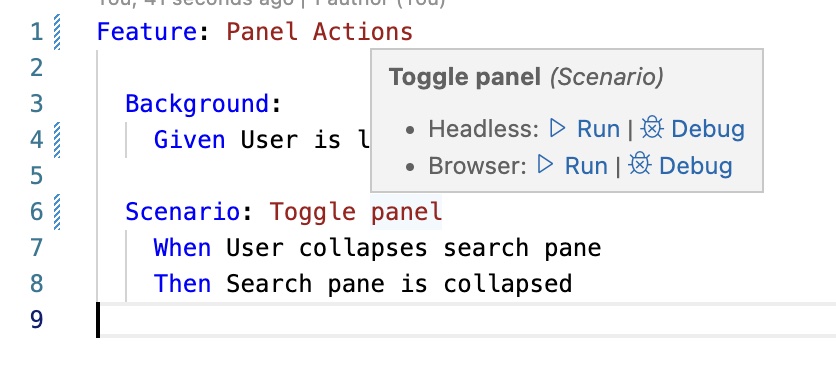 You, 41 seconds ago | 1 author (You)
1 Feature: Panel Actions
2
Toggle panel (Scenario)
3 Background:
• Headless: Run | Debug
4 Given User is l
• Browser: Run | Debug
5
6 Scenario: Toggle panel
7 When User collapses search pane
8 Then Search pane is collapsed
9